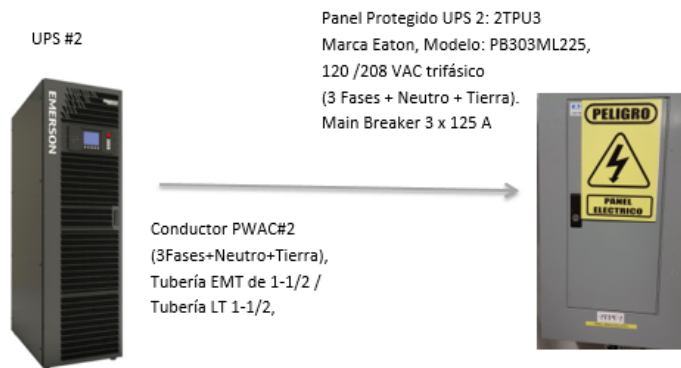 UPS #2
Panel Protegido UPS 2: 2TPU3
Marca Eaton, Modelo: PB303ML225,
120 /208 VAC trifásico
(3 Fases + Neutro + Tierra).
Main Breaker 3 x 125 A
EMERSON
PELIGRO
PANEL
ELECTRICO
Conductor PWAC#2
(3Fases+Neutro+Tierra),
Tubería EMT de 1-1/2 /
Tubería LT 1-1/2,